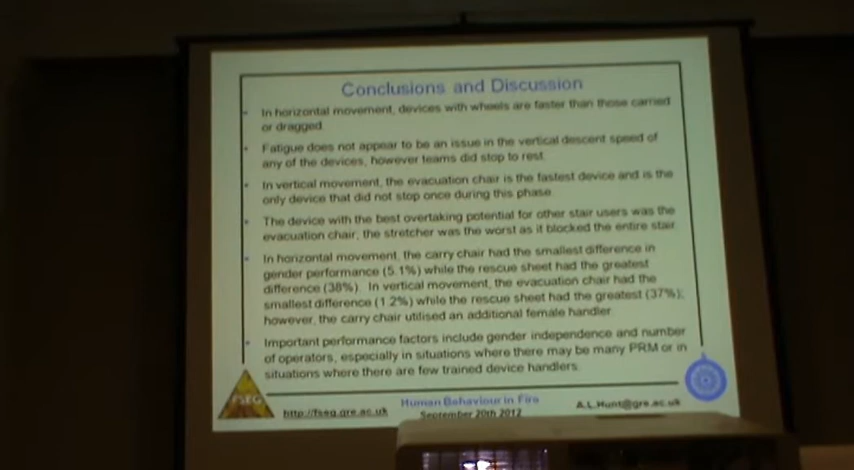 Conclusions and Discussion
In horizontal movement, devices with wheels are faster than those carried
or dragged.
Fatigue does not appear to be an issue in the vertical descent speed of
any of the devices, however teams did stop to rest.
In vertical movement, the evacuation chair is the fastest device and is the
only device that did not stop once during this phase.
The device with the best overtaking potential for other stair users was the
evacuation chair, the stretcher was the worst as it blocked the entire stair.
In horizontal movement, the carry chair had the smallest difference in
gender performance (5.1%) while the rescue sheet had the greatest
difference (38%). In vertical movement, the evacuation chair had the
smallest difference (1.2%) while the rescue sheet had the greatest (37%);
however, the carry chair utilised an additional female handler.
Important performance factors include gender independence and number
of operators, especially in situations where there may be many PRM or in
situations where there are few trained device handlers.
FSEG
http://fseg.gre.ac.uk
Human Behaviour in Fire
September 20th 2012
A.L.Hunt@gre.ac.uk